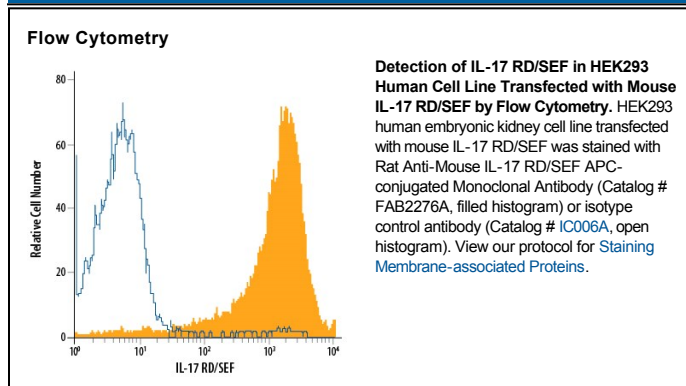 Flow Cytometry
80
60
40
20
0
Relative Cell Number
10⁰ 10¹ 10² 10³ 10⁴
IL-17 RD/SEF
Detection of IL-17 RD/SEF in HEK293
Human Cell Line Transfected with Mouse
IL-17 RD/SEF by Flow Cytometry. HEK293
human embryonic kidney cell line transfected
with mouse IL-17 RD/SEF was stained with
Rat Anti-Mouse IL-17 RD/SEF APC-
conjugated Monoclonal Antibody (Catalog #
FAB2276A, filled histogram) or isotype
control antibody (Catalog # IC006A, open
histogram). View our protocol for Staining
Membrane-associated Proteins.